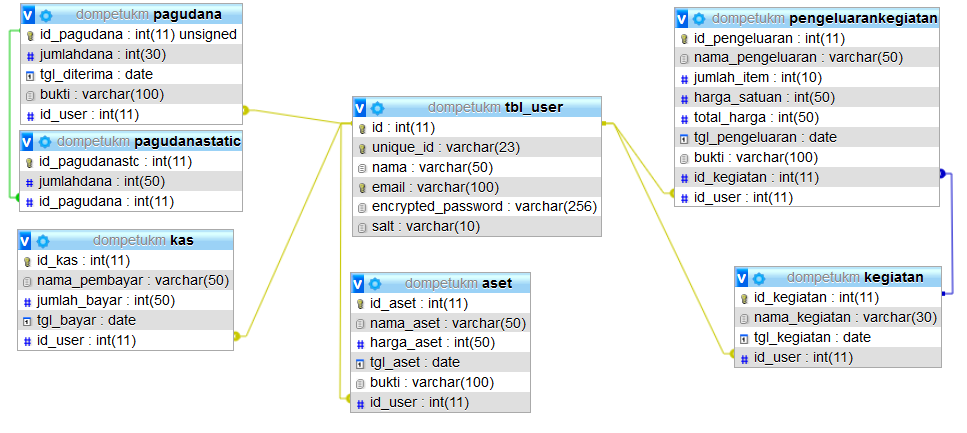 v dompetukm pagudana
id_pagudana : int(11) unsigned
jumlahdana : int(30)
tgl_diterima : date
bukti : varchar(100)
id_user : int(11)
v dompetukm pagudanastatic
id_pagudanastc : int(11)
jumlahdana : int(50)
id_pagudana : int(11)
v dompetukm kas
id_kas : int(11)
nama_pembayar : varchar(50)
jumlah_bayar : int(50)
tgl_bayar : date
id_user : int(11)
v dompetukm tbl_user
id : int(11)
unique_id : varchar(23)
nama : varchar(50)
email : varchar(100)
encrypted_password : varchar(256)
salt : varchar(10)
v dompetukm aset
id_aset : int(11)
nama_aset : varchar(50)
harga_aset : int(50)
tgl_aset : date
bukti : varchar(100)
id_user : int(11)
v dompetukm pengeluarankegiatan
id_pengeluaran : int(11)
nama_pengeluaran : varchar(50)
jumlah_item : int(10)
harga_satuan : int(50)
total_harga : int(50)
tgl_pengeluaran : date
bukti : varchar(100)
id_kegiatan : int(11)
id_user : int(11)
v dompetukm kegiatan
id_kegiatan : int(11)
nama_kegiatan : varchar(30)
tgl_kegiatan : date
id_user : int(11)